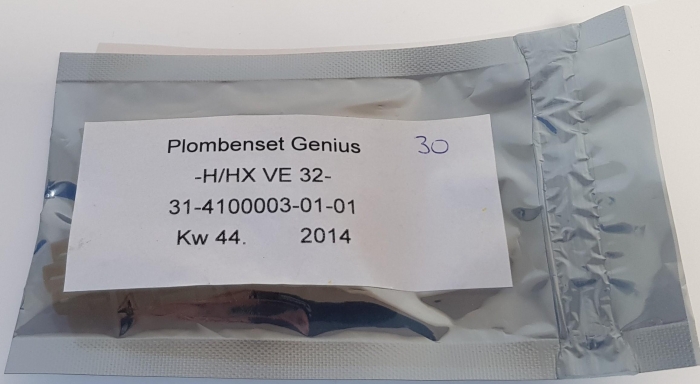 Plombenset Genius 30
-H/HX VE 32-
31-4100003-01-01
Kw 44. 2014